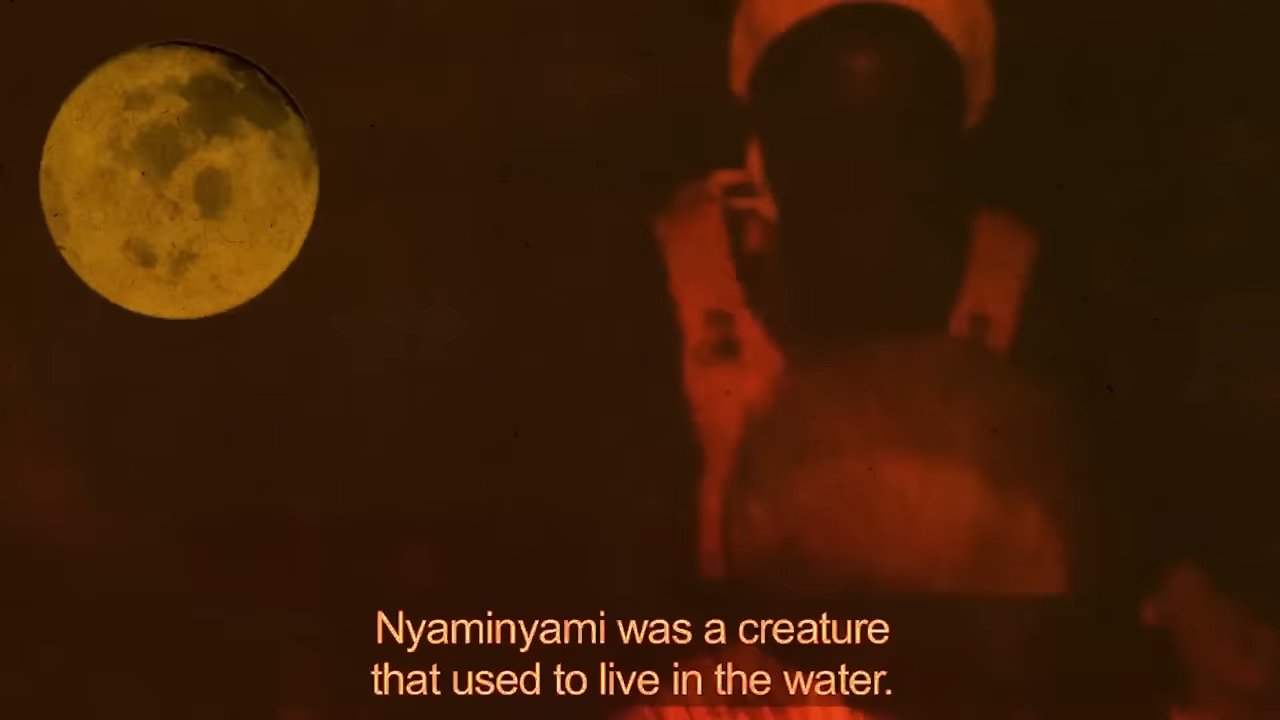 Nyaminyami was a creature
that used to live in the water.